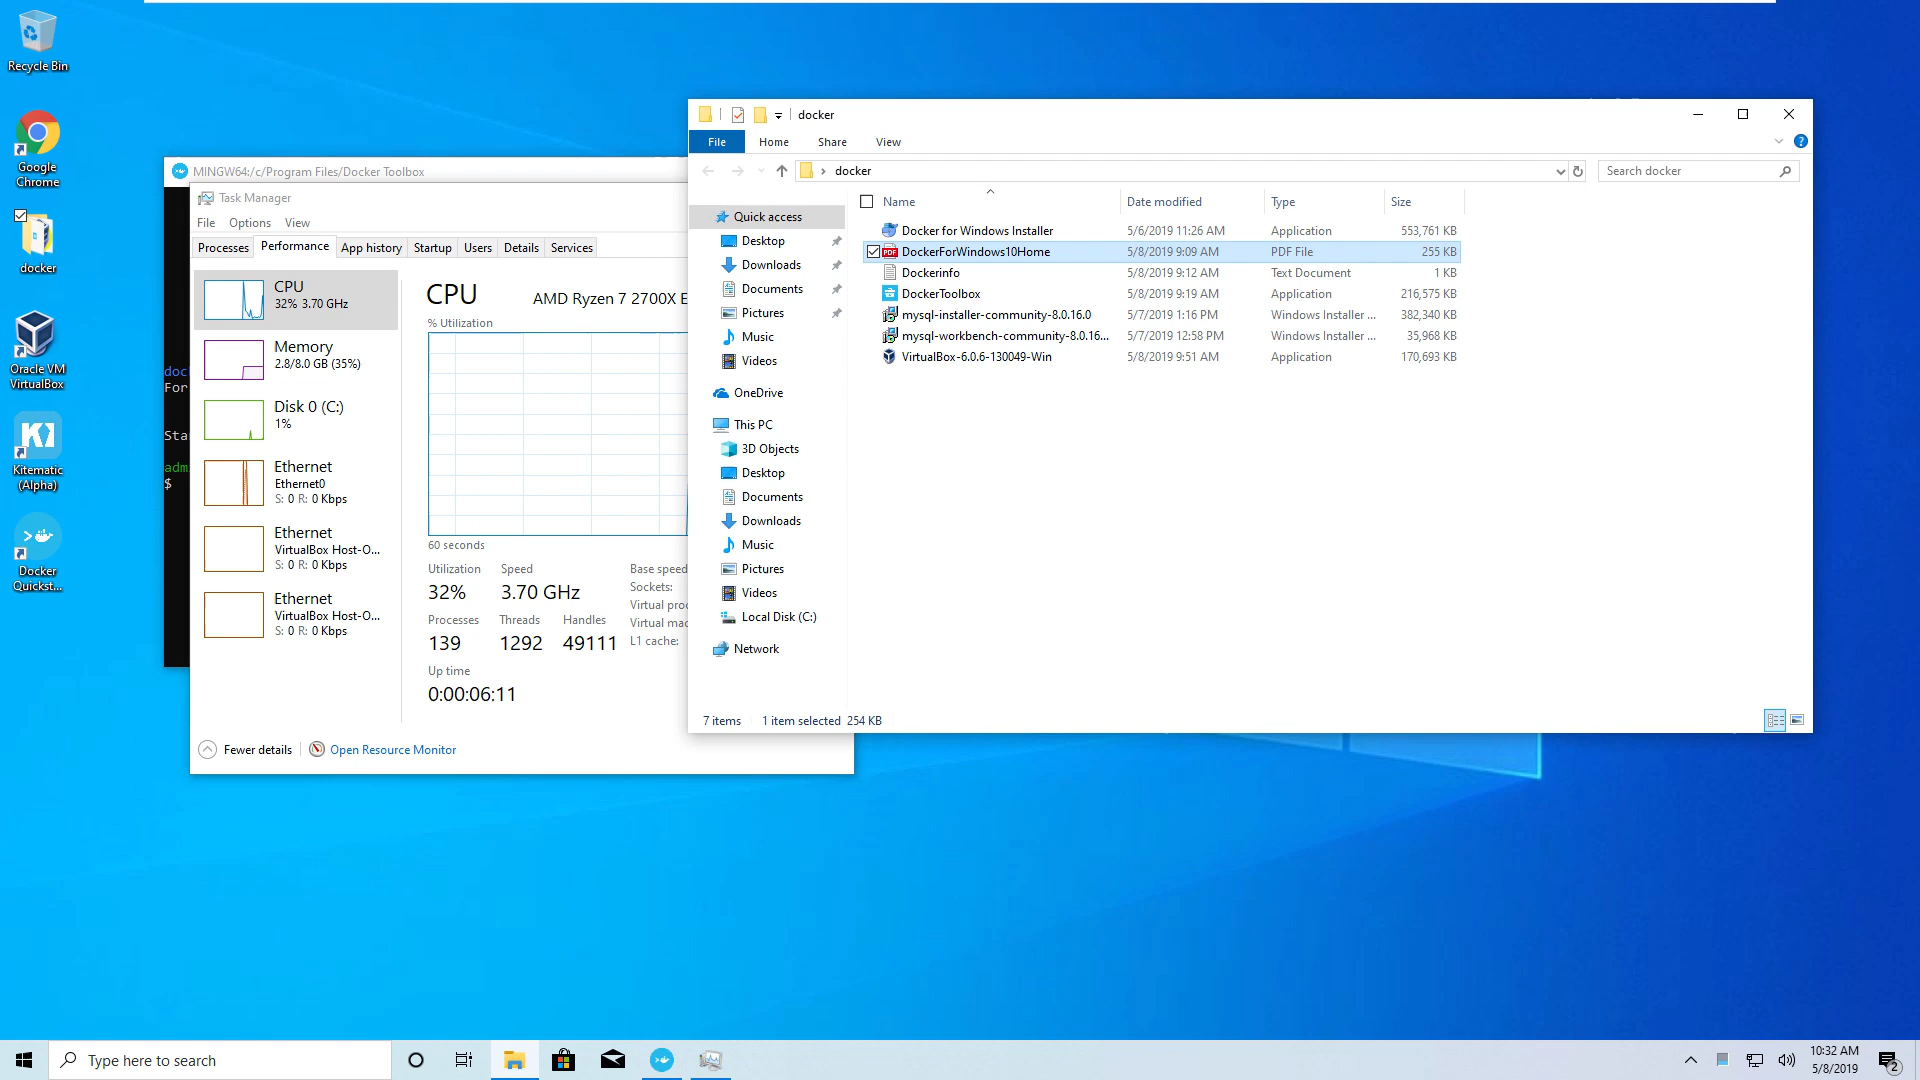 Recycle Bin
Google
Chrome
docker
Oracle VM
VirtualBox
Kitematic
(Alpha)
Docker
Quickst...
MINGW64:/c/Program Files/Docker Toolbox
doc
For
Star
adm
$
Task Manager
File Options View
Processes Performance App history Startup Users Details Services
CPU
32% 3.70 GHz
Memory
2.8/8.0 GB (35%)
Disk 0 (C:)
1%
Ethernet
Ethernet0
S: 0 R: 0 Kbps
Ethernet
VirtualBox Host-O...
S: 0 R: 0 Kbps
Ethernet
VirtualBox Host-O...
S: 0 R: 0 Kbps
CPU AMD Ryzen 7 2700X E
% Utilization
60 seconds
Utilization Speed Base speed
32% 3.70 GHz Sockets:
Virtual proc
Processes Threads Handles Virtual mac
139 1292 49111 L1 cache:
Up time
0:00:06:11
Fewer details Open Resource Monitor
docker
File Home Share View
docker Search docker
Quick access
Desktop
Downloads
Documents
Pictures
Music
Videos
OneDrive
This PC
3D Objects
Desktop
Documents
Downloads
Music
Pictures
Videos
Local Disk (C:)
Network
Name Date modified Type Size
Docker for Windows Installer 5/6/2019 11:26 AM Application 553,761 KB
DockerForWindows10Home 5/8/2019 9:09 AM PDF File 255 KB
Dockerinfo 5/8/2019 9:12 AM Text Document 1 KB
DockerToolbox 5/8/2019 9:19 AM Application 216,575 KB
mysql-installer-community-8.0.16.0 5/7/2019 1:16 PM Windows Installer ... 382,340 KB
mysql-workbench-community-8.0.16... 5/7/2019 12:58 PM Windows Installer ... 35,968 KB
VirtualBox-6.0.6-130049-Win 5/8/2019 9:51 AM Application 170,693 KB
7 items 1 item selected 254 KB
Type here to search
10:32 AM
5/8/2019
2